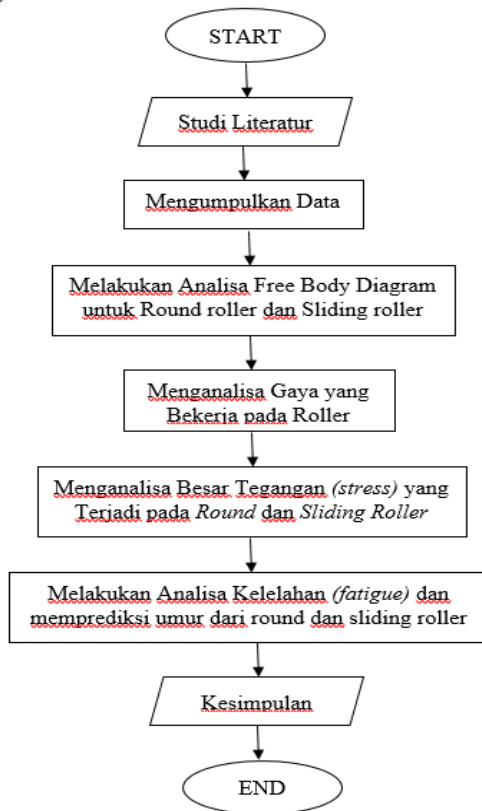 START
Studi Literatur
Mengumpulkan Data
Melakukan Analisa Free Body Diagram
untuk Round roller dan Sliding roller
Menganalisa Gaya yang
Bekerja pada Roller
Menganalisa Besar Tegangan (stress) yang
Terjadi pada Round dan Sliding Roller
Melakukan Analisa Kelelahan (fatigue) dan
memprediksi umur dari round dan sliding roller
Kesimpulan
END